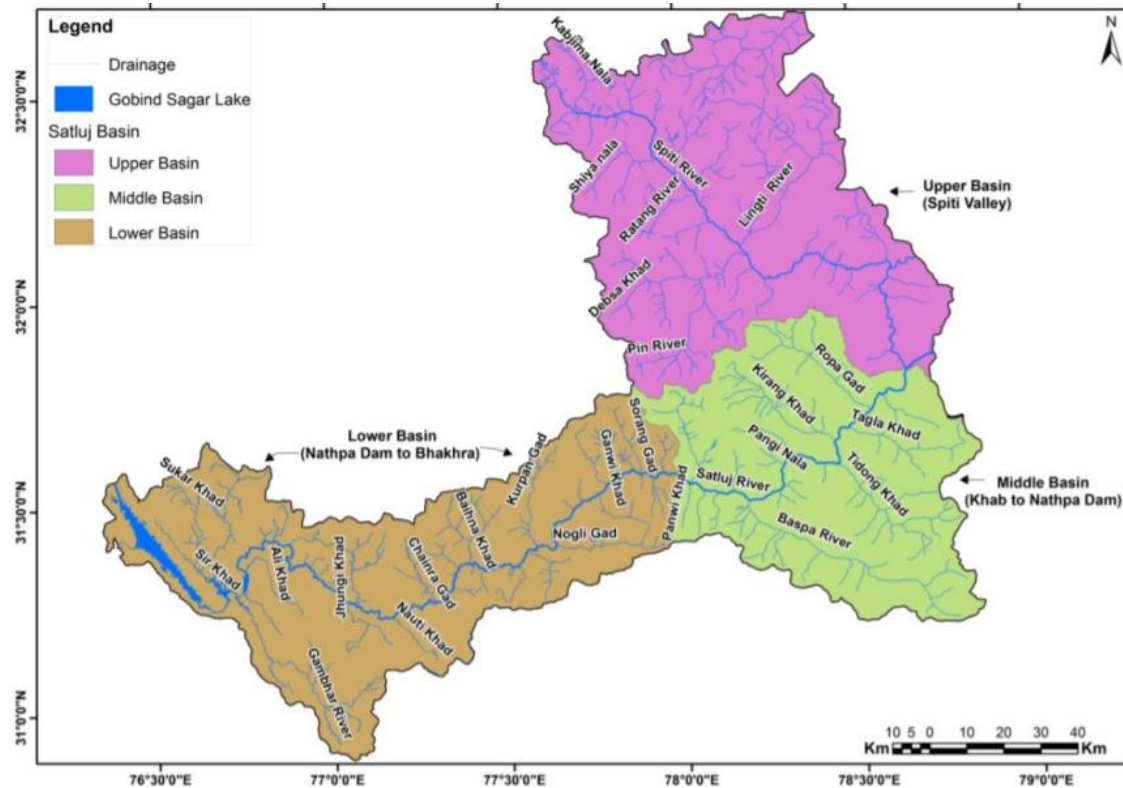 Legend
Drainage
Gobind Sagar Lake
Satluj Basin
Upper Basin
Middle Basin
Lower Basin
N
Kabjima Nala
Shiya nala
Spiti River
Ratang River
Lingti River
Debsa Khad
Pin River
Upper Basin
(Spiti Valley)
Ropa Gad
Kirang Khad
Tagla Khad
Pangi Nala
Tidong Khad
Satluj River
Baspa River
Middle Basin
(Khab to Nathpa Dam)
Lower Basin
(Nathpa Dam to Bhakhra)
Sorang Gad
Ganwi Khad
Kurpan Gad
Panwi Khad
Baihna Khad
Nogli Gad
Sukar Khad
Sir Khad
Ali Khad
Jhungi Khad
Chainra Gad
Nauti Khad
Gambhar River
32°30'0"N
32°0'0"N
31°30'0"N
31°0'0"N
10 5 0 10 20 30 40
Km Km
76°30'0"E
77°0'0"E
77°30'0"E
78°0'0"E
78°30'0"E
79°0'0"E